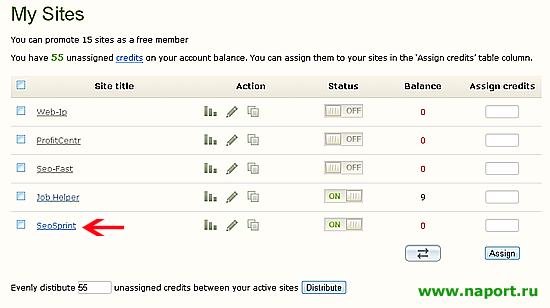 My Sites
You can promote 15 sites as a free member
You have 55 unassigned credits on your account balance. You can assign them to your sites in the 'Assign credits' table column.
Site title Action Status Balance Assign credits
Web-Ip OFF 0
ProfitCentr OFF 0
Seo-Fast OFF 0
Job Helper ON 9
SeoSprint ON 0
Assign
Evenly distibute 55 unassigned credits between your active sites Distribute
www.naport.ru